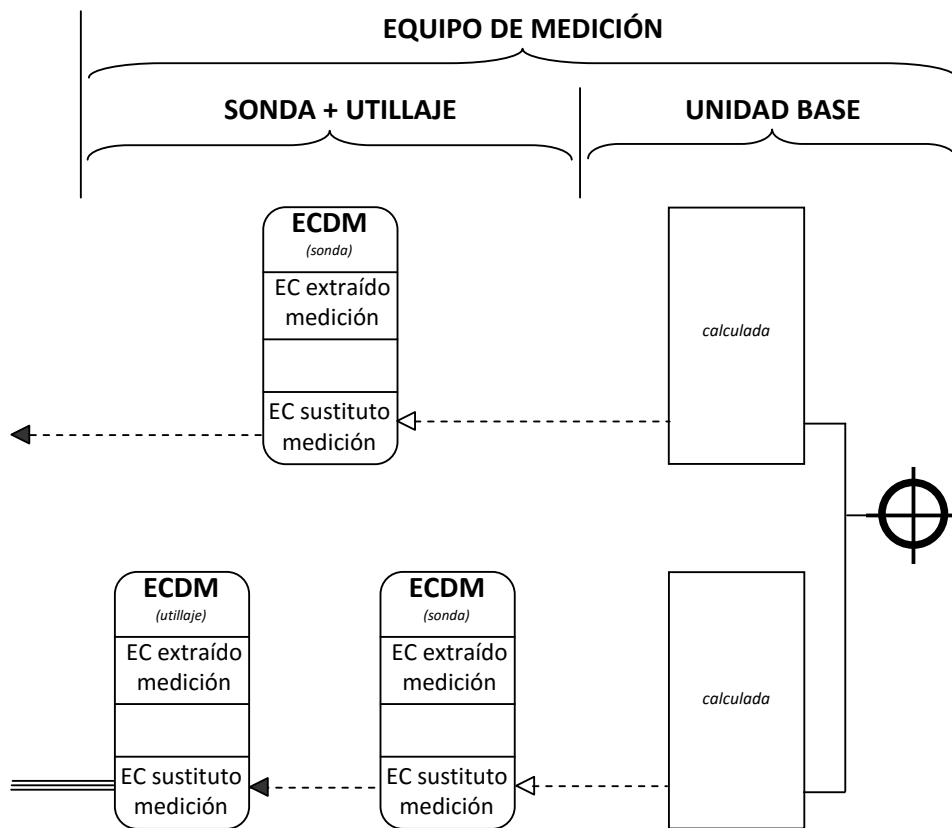 EQUIPO DE MEDICIÓN
SONDA + UTILLAJE
UNIDAD BASE
ECDM
(sonda)
EC extraído
medición
EC sustituto
medición
calculada
ECDM
(utillaje)
EC extraído
medición
EC sustituto
medición
ECDM
(sonda)
EC extraído
medición
EC sustituto
medición
calculada